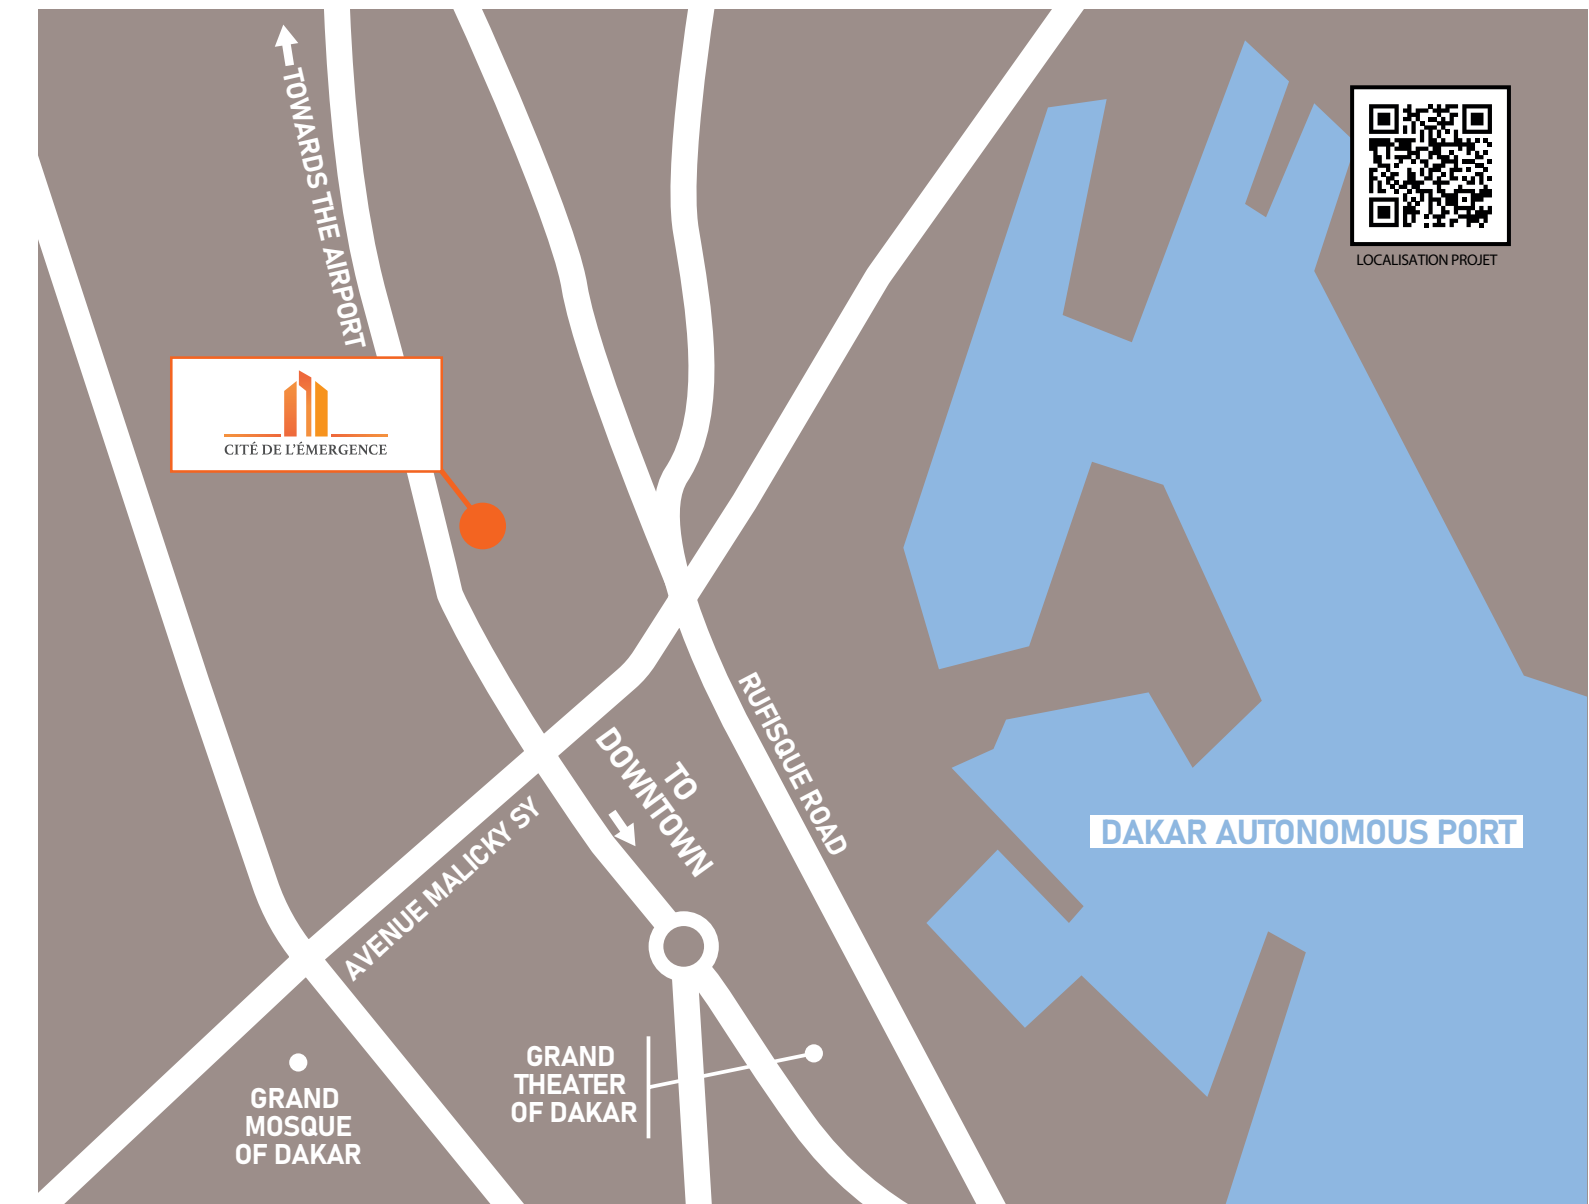 TOWARDS THE AIRPORT
LOCALISATION PROJET
CITÉ DE L'ÉMERGENCE
RUFISQUE ROAD
TO
DOWNTOWN
AVENUE MALICKY SY
DAKAR AUTONOMOUS PORT
GRAND
THEATER
OF DAKAR
GRAND
MOSQUE
OF DAKAR